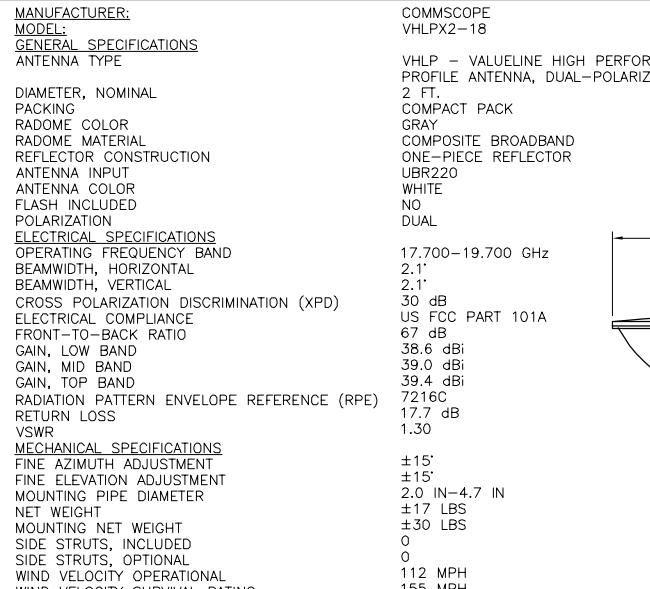 MANUFACTURER: COMMSCOPE
MODEL: VHLPX2-18
GENERAL SPECIFICATIONS
ANTENNA TYPE VHLP - VALUELINE HIGH
PROFILE ANTENNA,
DIAMETER, NOMINAL 2 FT.
PACKING COMPACT PACK
RADOME COLOR GRAY
RADOME MATERIAL COMPOSITE BROADBAND
REFLECTOR CONSTRUCTION ONE-PIECE REFLECTOR
ANTENNA INPUT UBR220
ANTENNA COLOR WHITE
FLASH INCLUDED NO
POLARIZATION DUAL
ELECTRICAL SPECIFICATIONS
OPERATING FREQUENCY BAND 17.700-19.700 GHz
BEAMWIDTH, HORIZONTAL 2.1°
BEAMWIDTH, VERTICAL 2.1°
CROSS POLARIZATION DISCRIMINATION (XPD) 30 dB
ELECTRICAL COMPLIANCE US FCC PART 101A
FRONT-TO-BACK RATIO 67 dB
GAIN, LOW BAND 38.6 dBi
GAIN, MID BAND 39.0 dBi
GAIN, TOP BAND 39.4 dBi
RADIATION PATTERN ENVELOPE REFERENCE (RPE) 7216C
RETURN LOSS 17.7 dB
VSWR 1.30
MECHANICAL SPECIFICATIONS
FINE AZIMUTH ADJUSTMENT ±15°
FINE ELEVATION ADJUSTMENT ±15°
MOUNTING PIPE DIAMETER 2.0 IN-4.7 IN
NET WEIGHT ±17 LBS
MOUNTING NET WEIGHT ±30 LBS
SIDE STRUTS, INCLUDED 0
SIDE STRUTS, OPTIONAL 0
WIND VELOCITY OPERATIONAL 112 MPH
WIND VELOCITY SURVIVAL RATING 155 MPH